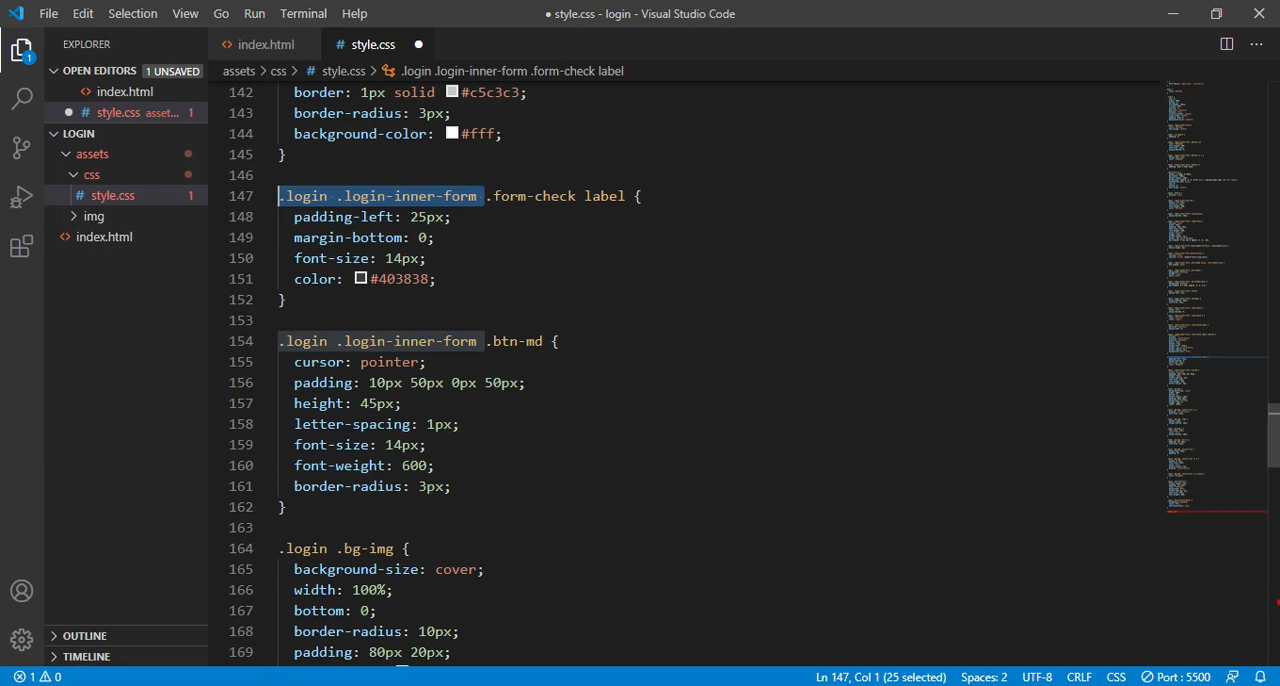 File Edit Selection View Go Run Terminal Help
● style.css - login - Visual Studio Code
EXPLORER
index.html
# style.css
OPEN EDITORS 1 UNSAVED
index.html
# style.css asset... 1
LOGIN
assets
css
# style.css 1
img
index.html
OUTLINE
TIMELINE
1
assets > css > # style.css > .login .login-inner-form .form-check label
142 border: 1px solid #c5c3c3;
143 border-radius: 3px;
144 background-color: #fff;
145 }
146
147 .login .login-inner-form .form-check label {
148 padding-left: 25px;
149 margin-bottom: 0;
150 font-size: 14px;
151 color: #403838;
152 }
153
154 .login .login-inner-form .btn-md {
155 cursor: pointer;
156 padding: 10px 50px 0px 50px;
157 height: 45px;
158 letter-spacing: 1px;
159 font-size: 14px;
160 font-weight: 600;
161 border-radius: 3px;
162 }
163
164 .login .bg-img {
165 background-size: cover;
166 width: 100%;
167 bottom: 0;
168 border-radius: 10px;
169 padding: 80px 20px;
1 0
Ln 147, Col 1 (25 selected) Spaces: 2 UTF-8 CRLF CSS Port : 5500